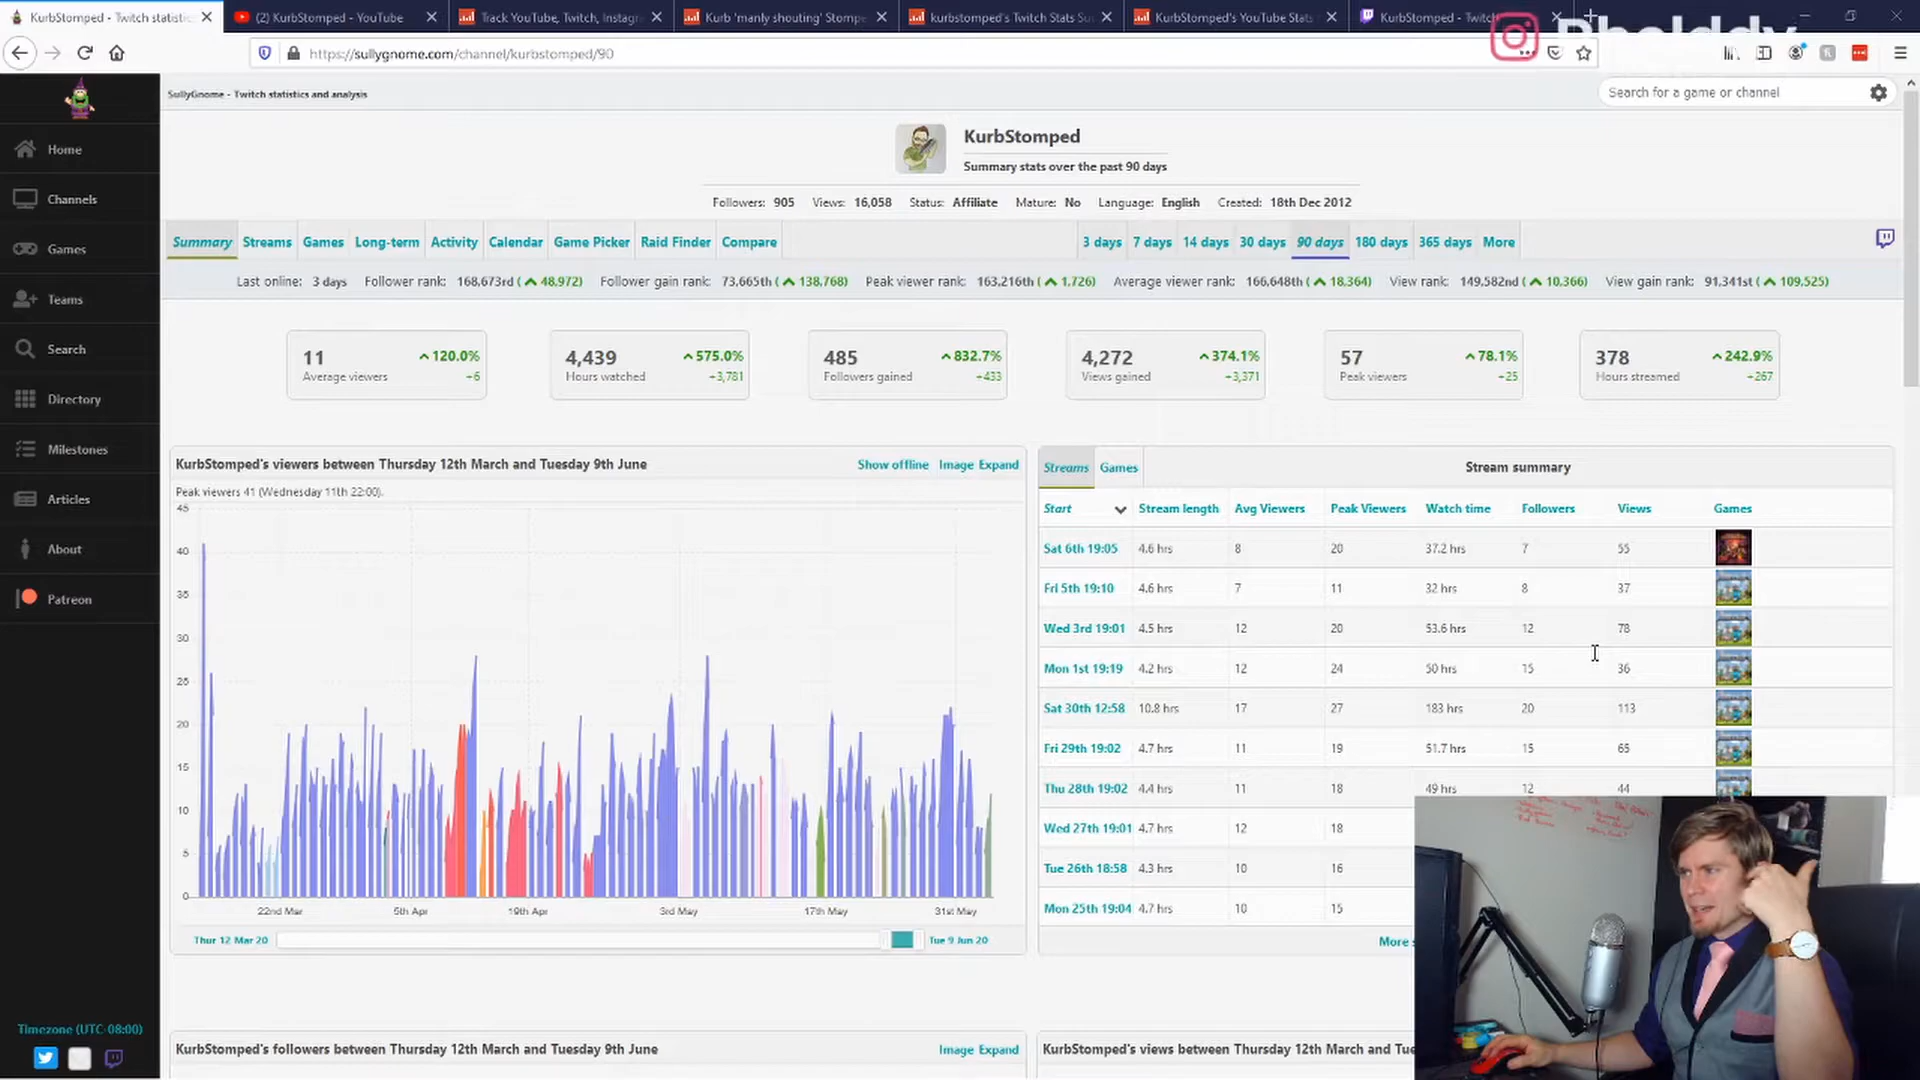 KurbStomped - Twitch statistic
(2) KurbStomped - YouTube
Track YouTube, Twitch, Instagr
Kurb 'manly shouting' Stompe
kurbstomped's Twitch Stats Su
KurbStomped's YouTube Stats
KurbStomped - Twitch
https://sullygnome.com/channel/kurbstomped/90
SullyGnome - Twitch statistics and analysis
Search for a game or channel
Home
Channels
Games
Teams
Search
Directory
Milestones
Articles
About
Patreon
Timezone (UTC-08:00)
KurbStomped
Summary stats over the past 90 days
Followers: 905 Views: 16,058 Status: Affiliate Mature: No Language: English Created: 18th Dec 2012
Summary Streams Games Long-term Activity Calendar Game Picker Raid Finder Compare 3 days 7 days 14 days 30 days 90 days 180 days 365 days More
Last online: 3 days Follower rank: 168,673rd ( 48,972) Follower gain rank: 73,665th ( 138,768) Peak viewer rank: 163,216th ( 1,726) Average viewer rank: 166,648th ( 18,364) View rank: 149,582nd ( 10,366) View gain rank: 91,341st ( 109,525)
11 120.0%
Average viewers +6
4,439 575.0%
Hours watched +3,781
485 832.7%
Followers gained +433
4,272 374.1%
Views gained +3,371
57 78.1%
Peak viewers +25
378 242.9%
Hours streamed +267
KurbStomped's viewers between Thursday 12th March and Tuesday 9th June Show offline Image Expand
Peak viewers 41 (Wednesday 11th 22:00).
45
40
35
30
25
20
15
10
5
0
22nd Mar 5th Apr 19th Apr 3rd May 17th May 31st May
Thur 12 Mar 20 Tue 9 Jun 20
Streams Games Stream summary
Start Stream length Avg Viewers Peak Viewers Watch time Followers Views Games
Sat 6th 19:05 4.6 hrs 8 20 37.2 hrs 7 55
Fri 5th 19:10 4.6 hrs 7 11 32 hrs 8 37
Wed 3rd 19:01 4.5 hrs 12 20 53.6 hrs 12 78
Mon 1st 19:19 4.2 hrs 12 24 50 hrs 15 36
Sat 30th 12:58 10.8 hrs 17 27 183 hrs 20 113
Fri 29th 19:02 4.7 hrs 11 19 51.7 hrs 15 65
Thu 28th 19:02 4.4 hrs 11 18 49 hrs 12 44
Wed 27th 19:01 4.7 hrs 12 18
Tue 26th 18:58 4.3 hrs 10 16
Mon 25th 19:04 4.7 hrs 10 15
More
KurbStomped's followers between Thursday 12th March and Tuesday 9th June Image Expand
KurbStomped's views between Thursday 12th March and Tue